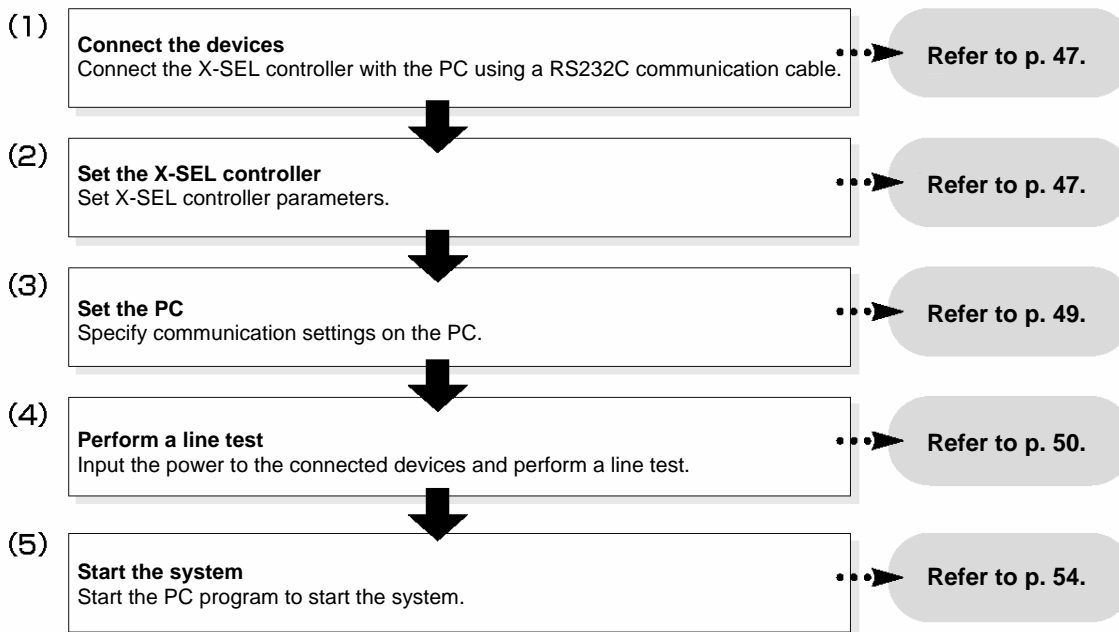 (1)
Connect the devices
Connect the X-SEL controller with the PC using a RS232C communication cable.
Refer to p. 47.
(2)
Set the X-SEL controller
Set X-SEL controller parameters.
Refer to p. 47.
(3)
Set the PC
Specify communication settings on the PC.
Refer to p. 49.
(4)
Perform a line test
Input the power to the connected devices and perform a line test.
Refer to p. 50.
(5)
Start the system
Start the PC program to start the system.
Refer to p. 54.